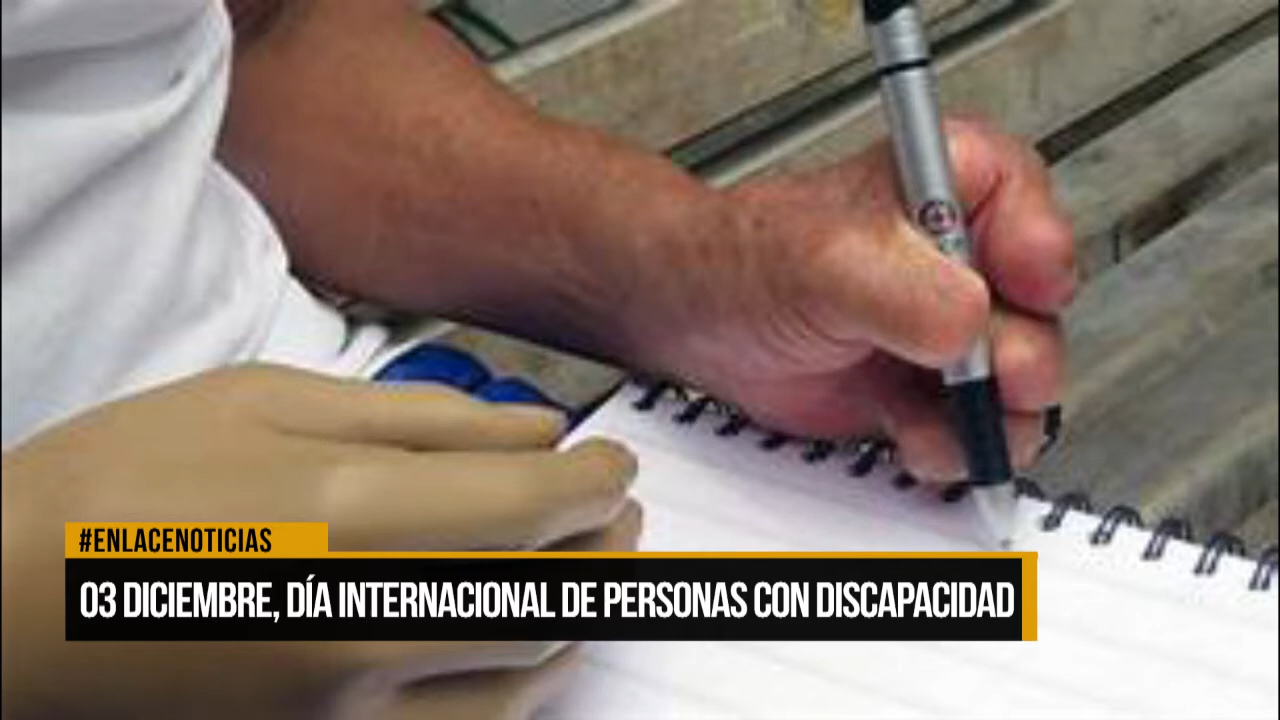 #ENLACENOTICIAS
03 DICIEMBRE, DÍA INTERNACIONAL DE PERSONAS CON DISCAPACIDAD